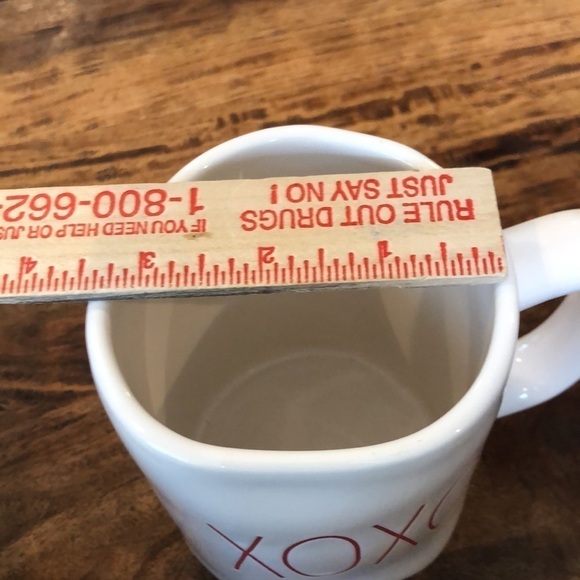 RULE OUT DRUGS
JUST SAY NO!
IF YOU NEED HELP OR JUS
1-800-662-
1 2 3 4
XOXO